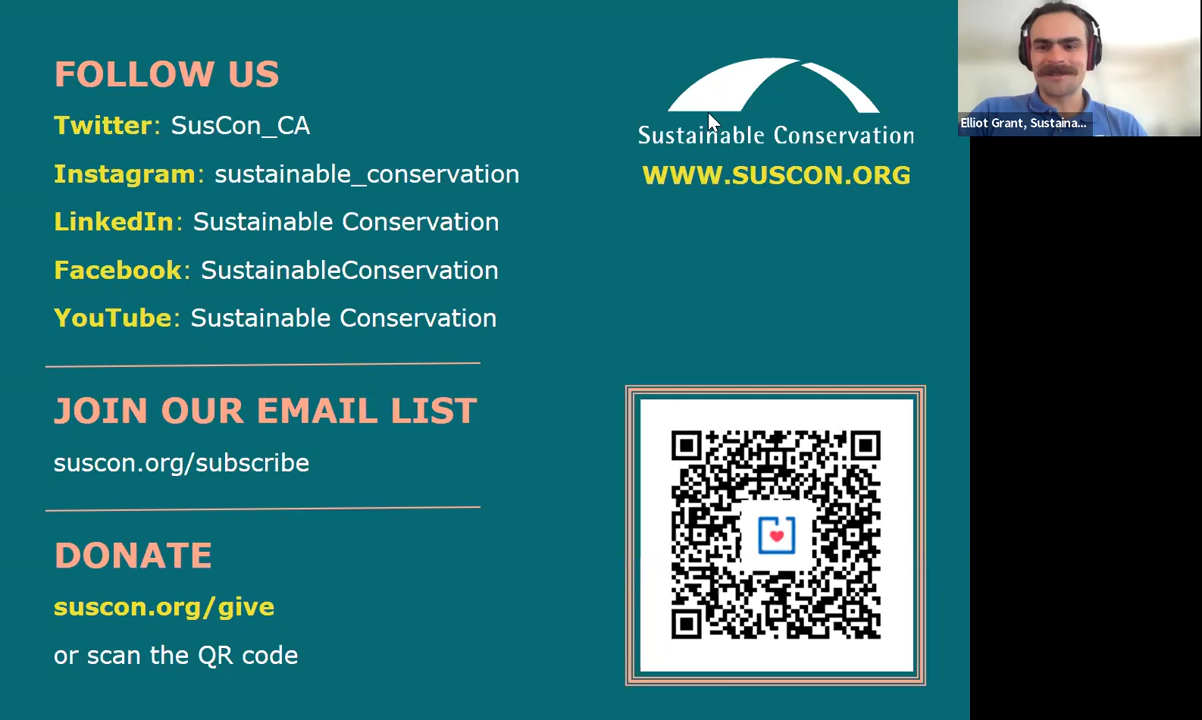 FOLLOW US
Twitter: SusCon_CA
Instagram: sustainable_conservation
LinkedIn: Sustainable Conservation
Facebook: SustainableConservation
YouTube: Sustainable Conservation
JOIN OUR EMAIL LIST
suscon.org/subscribe
DONATE
suscon.org/give
or scan the QR code
Sustainable Conservation
WWW.SUSCON.ORG
Elliot Grant, Sustaina...